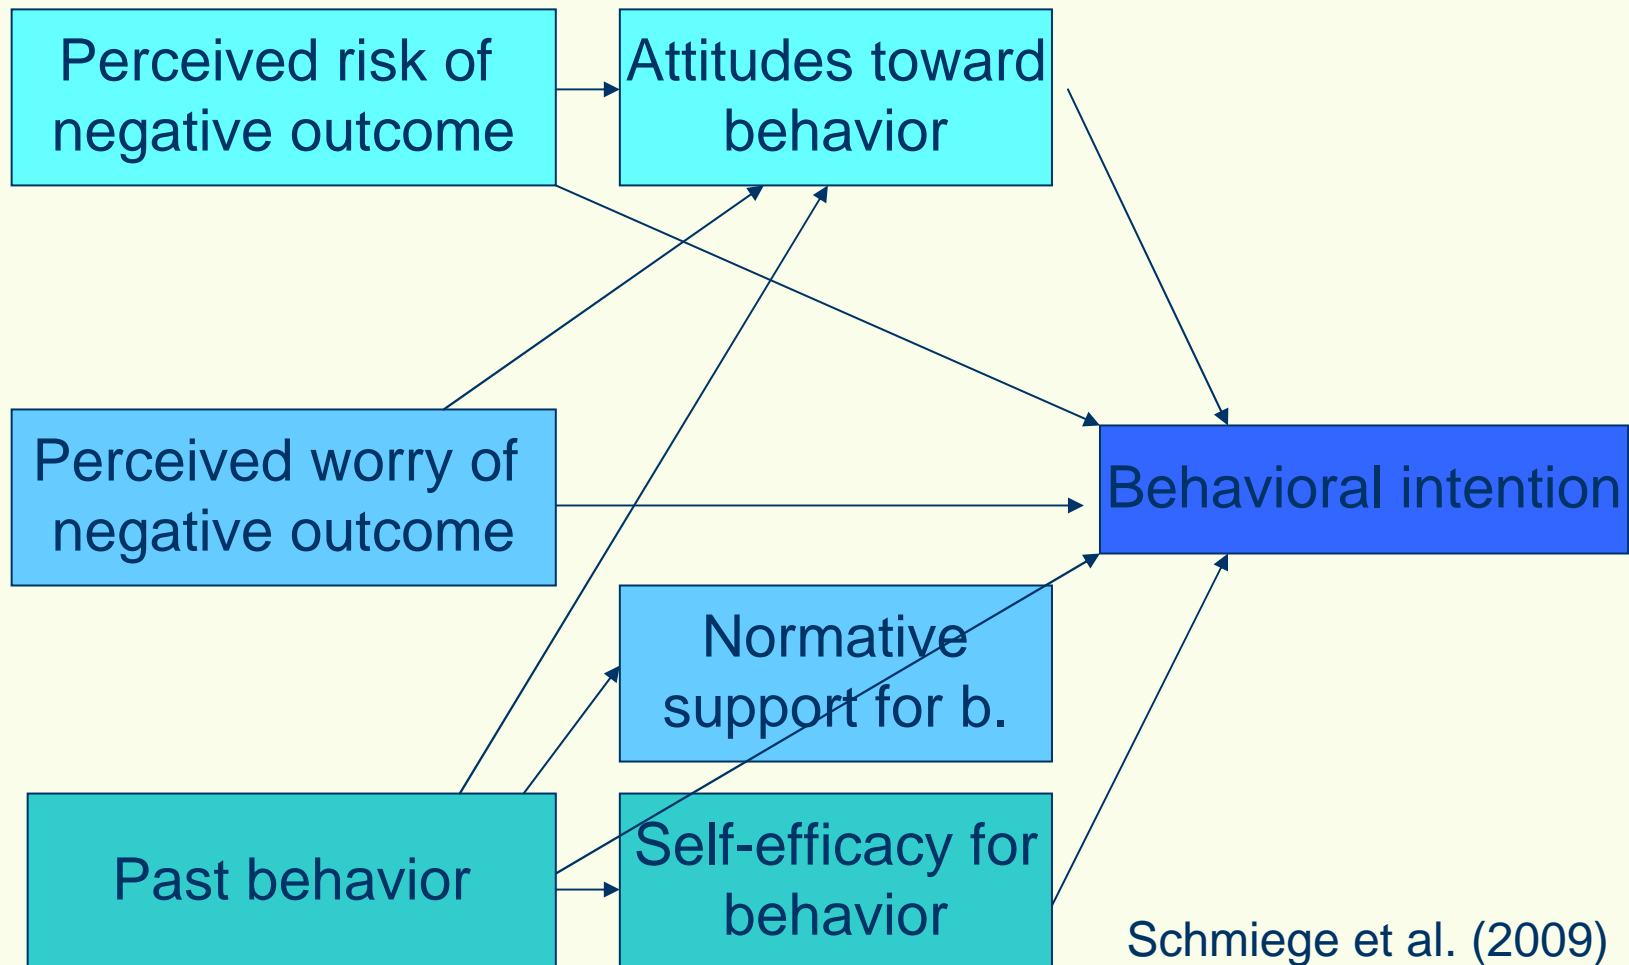 Perceived risk of
negative outcome
Attitudes toward
behavior
Perceived worry of
negative outcome
Behavioral intention
Normative
support for b.
Past behavior
Self-efficacy for
behavior
Schmiege et al. (2009)